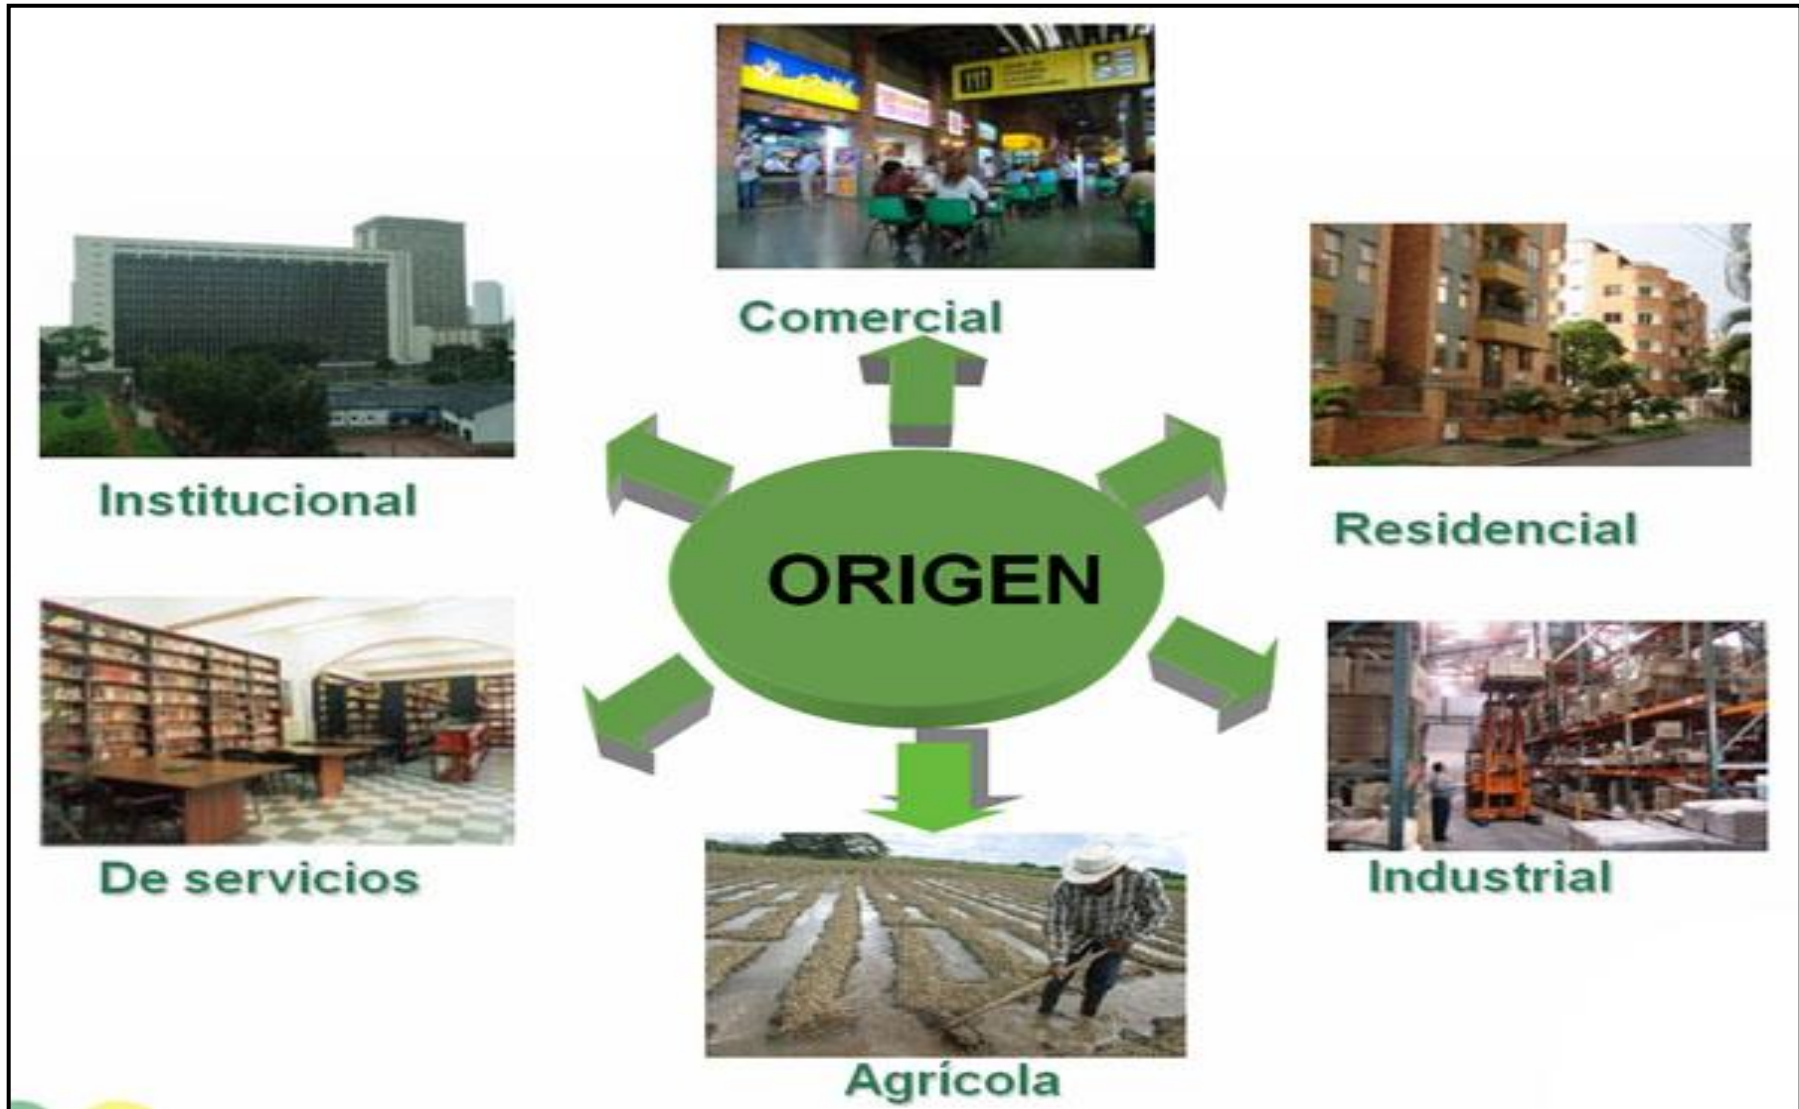 Comercial
Institucional
Residencial
ORIGEN
De servicios
Industrial
Agrícola